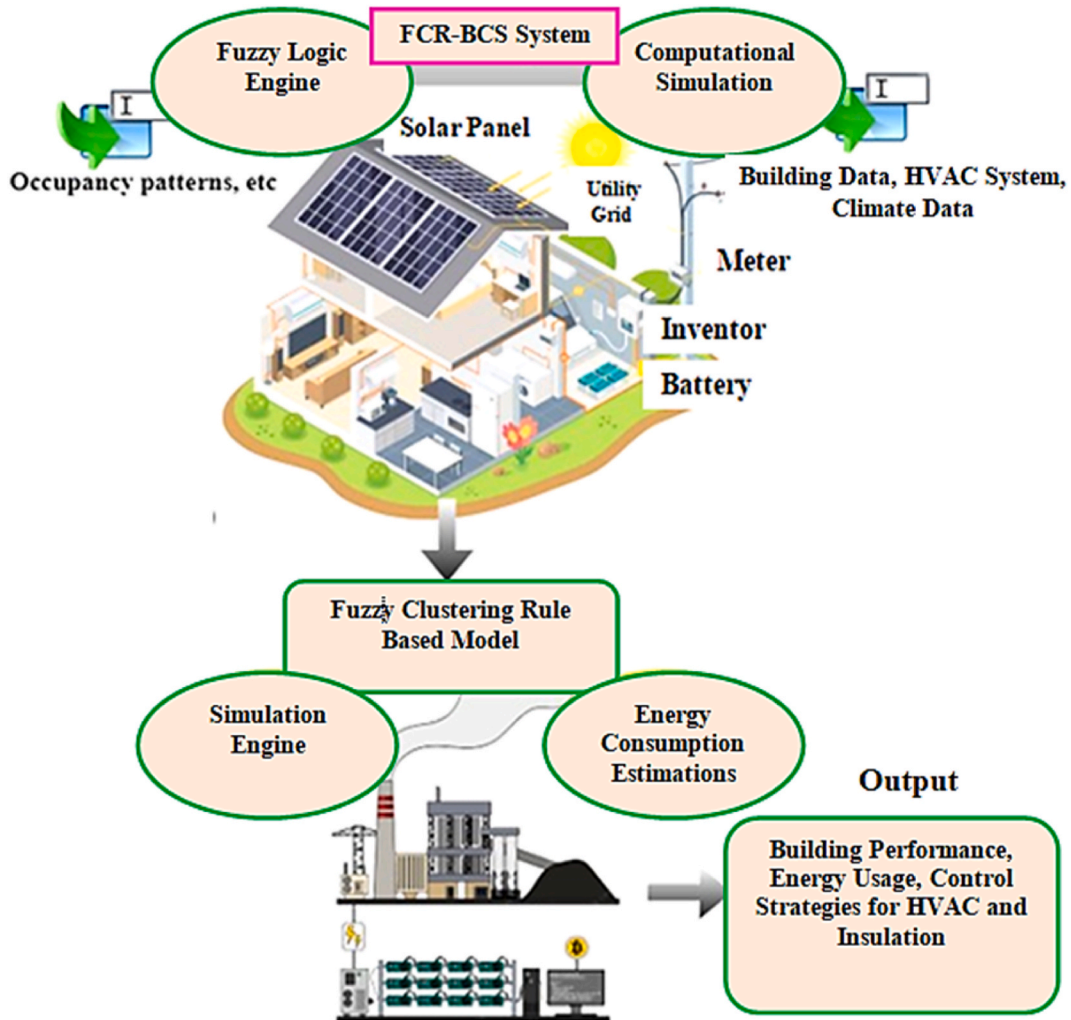 FCR-BCS System
Fuzzy Logic
Engine
Computational
Simulation
Solar Panel
Occupancy patterns, etc
Utility
Grid
Building Data, HVAC System,
Climate Data
Meter
Inventor
Battery
Fuzzy Clustering Rule
Based Model
Simulation
Engine
Energy
Consumption
Estimations
Output
Building Performance,
Energy Usage, Control
Strategies for HVAC and
Insulation